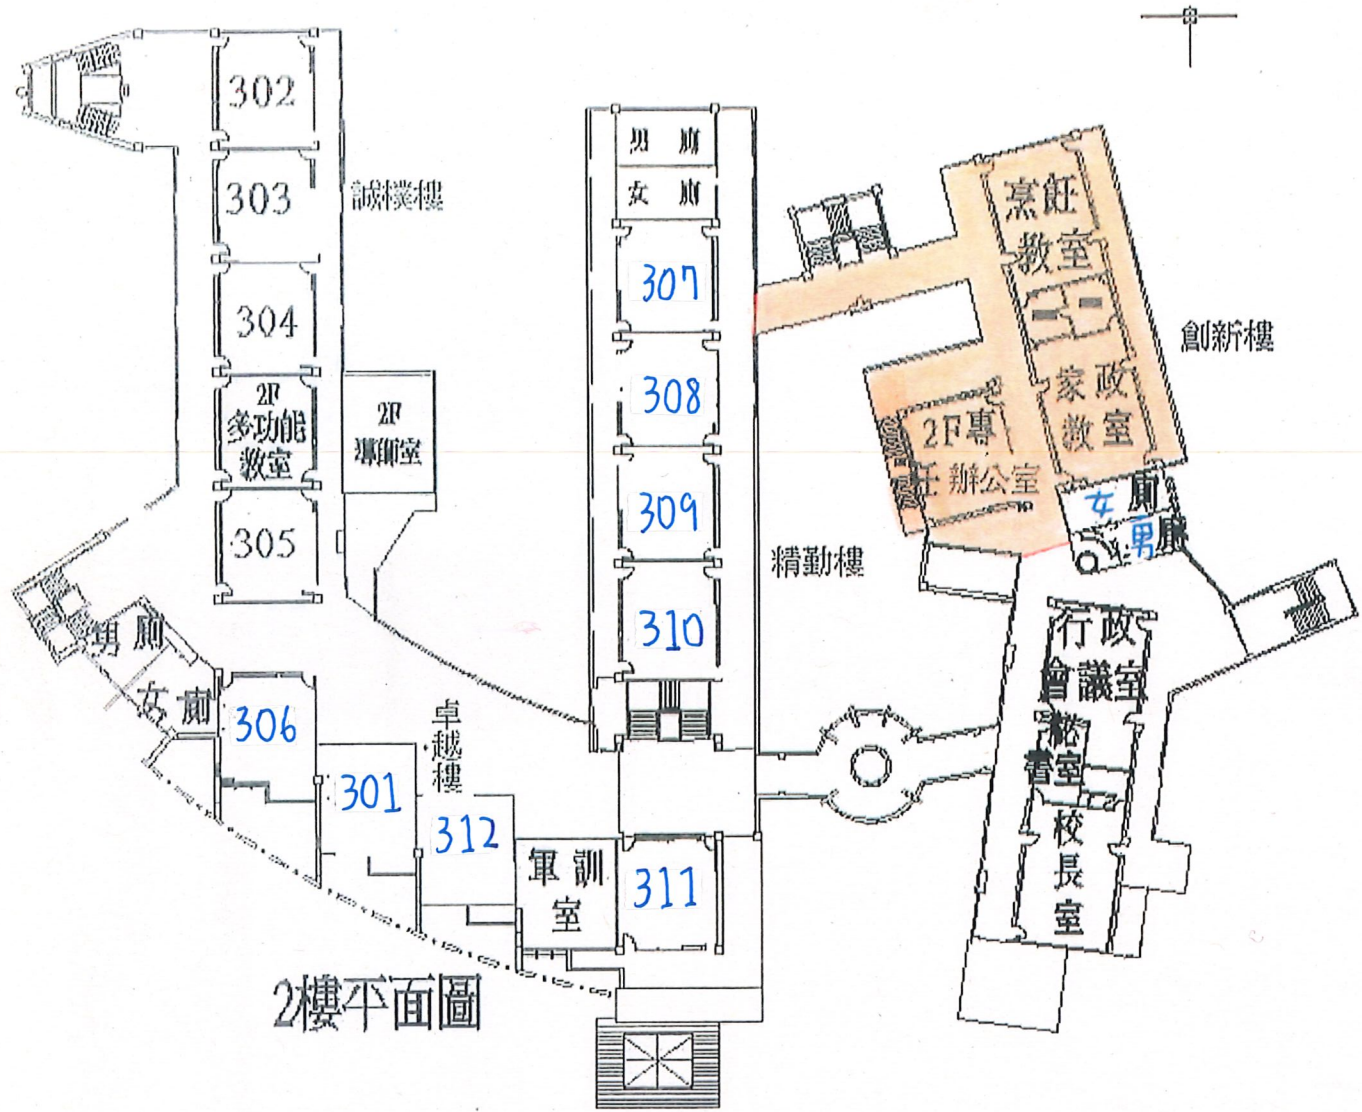 302
303
304
2F
多功能
教室
305
誠樸樓
2F
導師室
男廁
女廁
306
301
卓越樓
312
軍訓
室
311
男廁
女廁
307
308
309
310
精勤樓
烹飪
教室
家政
教室
創新樓
2F專
任辦公室
女廁
男廁
行政
會議室
秘書室
校長室
2樓平面圖